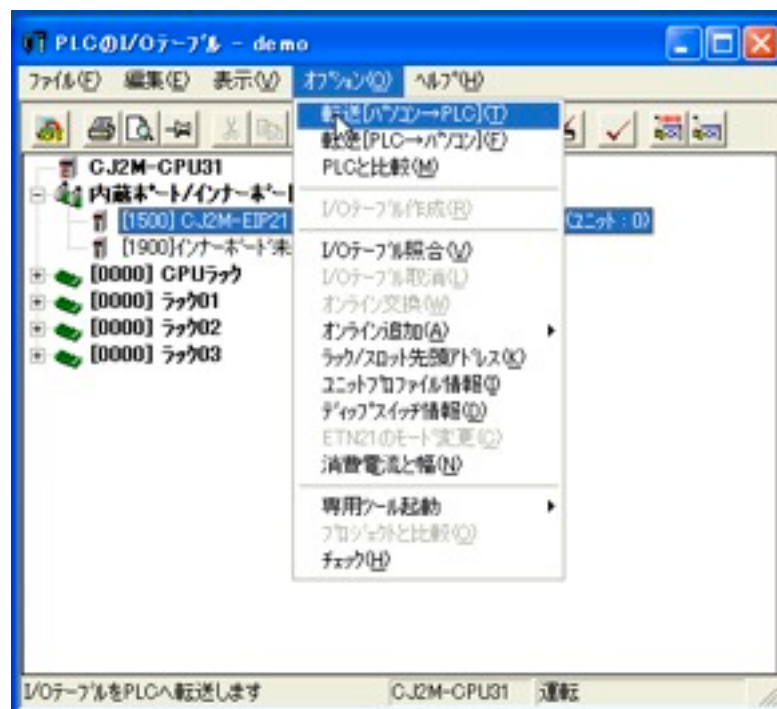 PLCのI/Oテーブル - demo
ファイル(F) 編集(E) 表示(V) オプション(O) ヘルプ(H)
転送[パソコン→PLC](T)
転送[PLC→パソコン](F)
PLCと比較(M)
I/Oテーブル作成(R)
I/Oテーブル照合(V)
I/Oテーブル取消(L)
オンライン交換(W)
オンライン追加(A)
ラック/スロット先頭アドレス(K)
ユニットプロファイル情報(I)
ディップスイッチ情報(D)
ETN21のモード変更(C)
消費電流と幅(N)
専用ツール起動
プロジェクトと比較(O)
チェック(H)
CJ2M-CPU31
内蔵ポート/インナーボー
[1500] CJ2M-EIP21 (ユニット : 0)
[1900]インナーボード未
[0000] CPUラック
[0000] ラック01
[0000] ラック02
[0000] ラック03
I/OテーブルをPLCへ転送します CJ2M-CPU31 運転